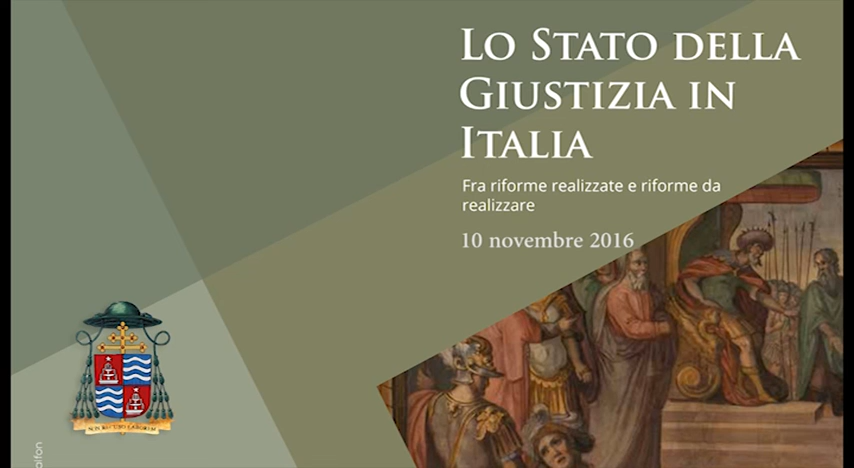 LO STATO DELLA
GIUSTIZIA IN
ITALIA
Fra riforme realizzate e riforme da
realizzare
10 novembre 2016